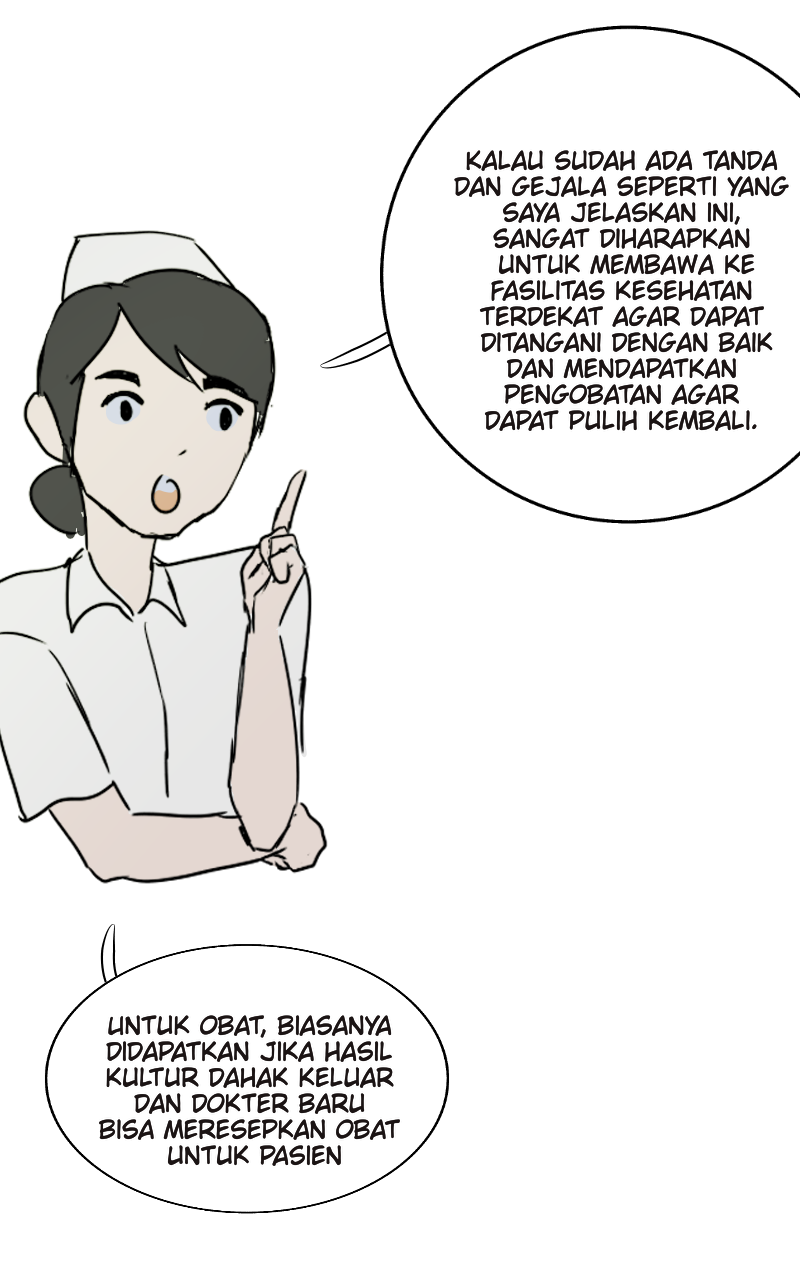 KALAU SUDAH ADA TANDA
DAN GEJALA SEPERTI YANG
SAYA JELASKAN INI,
SANGAT DIHARAPKAN
UNTUK MEMBAWA KE
FASILITAS KESEHATAN
TERDEKAT AGAR DAPAT
DITANGANI DENGAN BAIK
DAN MENDAPATKAN
PENGOBATAN AGAR
DAPAT PULIH KEMBALI.
UNTUK OBAT, BIASANYA
DIDAPATKAN JIKA HASIL
KULTUR DAHAK KELUAR
DAN DOKTER BARU
BISA MERESEPKAN OBAT
UNTUK PASIEN